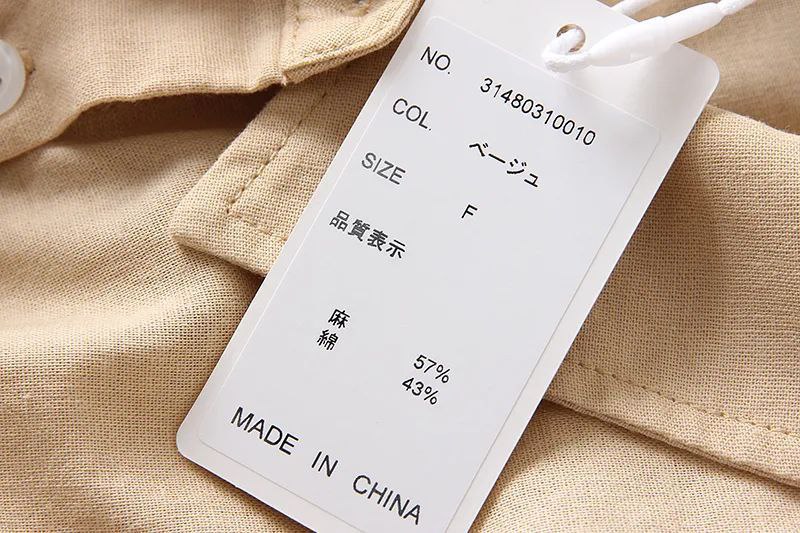 NO. 31480310010
COL. ベージュ
SIZE F
品質表示
麻 57%
綿 43%
MADE IN CHINA